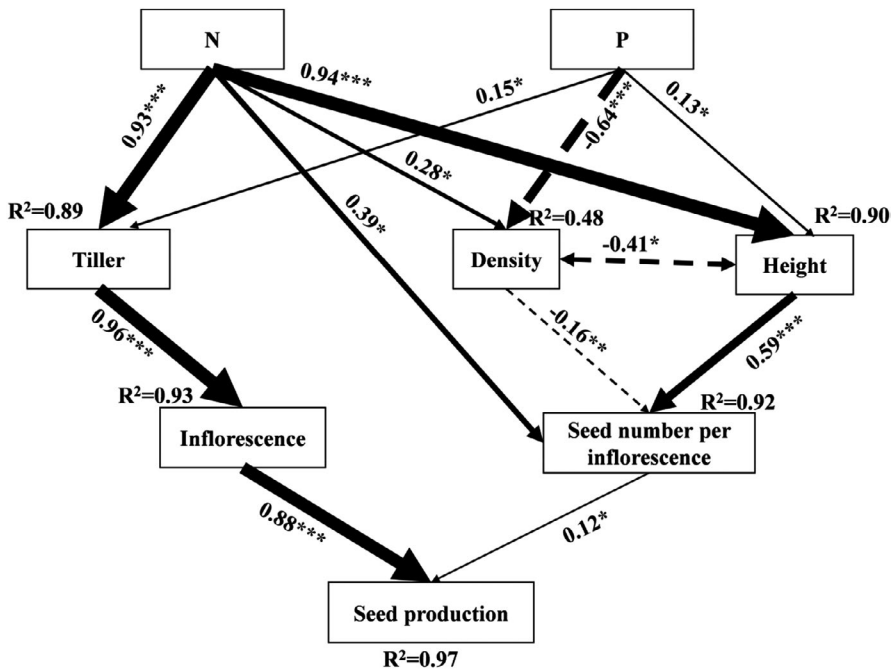 N
P
0.93***
0.94***
0.15*
-0.64***
0.13*
0.28*
0.39*
R²=0.89
R²=0.48
R²=0.90
Tiller
Density
-0.41*
Height
0.96***
-0.16**
0.59***
R²=0.93
R²=0.92
Inflorescence
Seed number per
inflorescence
0.88***
0.12*
Seed production
R²=0.97